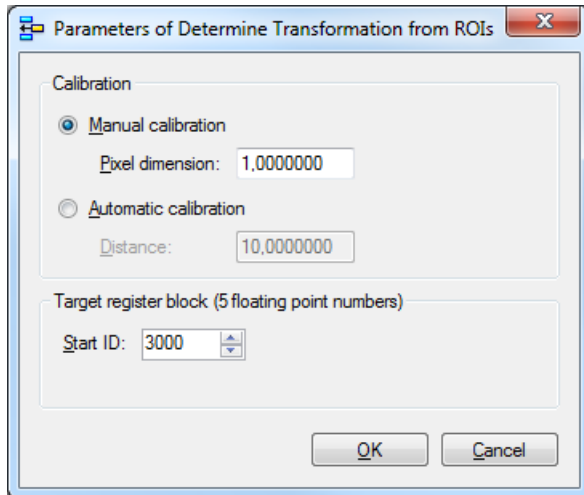 Parameters of Determine Transformation from ROIs
Calibration
Manual calibration
Pixel dimension: 1,0000000
Automatic calibration
Distance: 10,0000000
Target register block (5 floating point numbers)
Start ID: 3000
OK Cancel